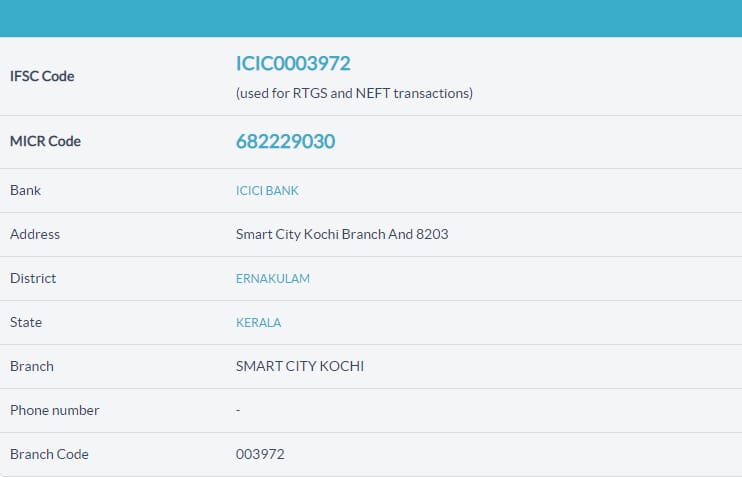 IFSC Code
ICIC0003972
(used for RTGS and NEFT transactions)
MICR Code
682229030
Bank
ICICI BANK
Address
Smart City Kochi Branch And 8203
District
ERNAKULAM
State
KERALA
Branch
SMART CITY KOCHI
Phone number
-
Branch Code
003972